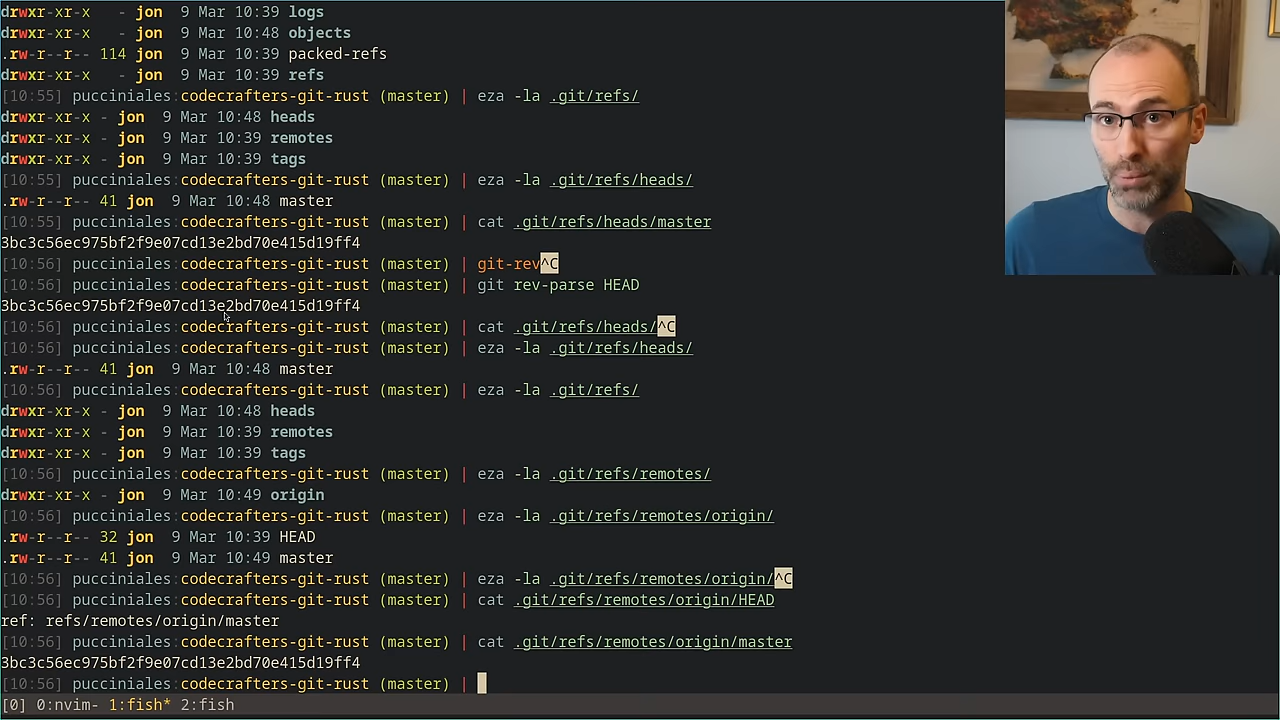 drwxr-xr-x   - jon  9 Mar 10:39 logs
drwxr-xr-x   - jon  9 Mar 10:48 objects
.rw-r--r-- 114 jon  9 Mar 10:39 packed-refs
drwxr-xr-x   - jon  9 Mar 10:39 refs
[10:55] pucciniales:codecrafters-git-rust (master) | eza -la .git/refs/
drwxr-xr-x - jon  9 Mar 10:48 heads
drwxr-xr-x - jon  9 Mar 10:39 remotes
drwxr-xr-x - jon  9 Mar 10:39 tags
[10:55] pucciniales:codecrafters-git-rust (master) | eza -la .git/refs/heads/
.rw-r--r-- 41 jon  9 Mar 10:48 master
[10:55] pucciniales:codecrafters-git-rust (master) | cat .git/refs/heads/master
3bc3c56ec975bf2f9e07cd13e2bd70e415d19ff4
[10:56] pucciniales:codecrafters-git-rust (master) | git-rev^C
[10:56] pucciniales:codecrafters-git-rust (master) | git rev-parse HEAD
3bc3c56ec975bf2f9e07cd13e2bd70e415d19ff4
[10:56] pucciniales:codecrafters-git-rust (master) | cat .git/refs/heads/^C
[10:56] pucciniales:codecrafters-git-rust (master) | eza -la .git/refs/heads/
.rw-r--r-- 41 jon  9 Mar 10:48 master
[10:56] pucciniales:codecrafters-git-rust (master) | eza -la .git/refs/
drwxr-xr-x - jon  9 Mar 10:48 heads
drwxr-xr-x - jon  9 Mar 10:39 remotes
drwxr-xr-x - jon  9 Mar 10:39 tags
[10:56] pucciniales:codecrafters-git-rust (master) | eza -la .git/refs/remotes/
drwxr-xr-x - jon  9 Mar 10:49 origin
[10:56] pucciniales:codecrafters-git-rust (master) | eza -la .git/refs/remotes/origin/
.rw-r--r-- 32 jon  9 Mar 10:39 HEAD
.rw-r--r-- 41 jon  9 Mar 10:49 master
[10:56] pucciniales:codecrafters-git-rust (master) | eza -la .git/refs/remotes/origin/^C
[10:56] pucciniales:codecrafters-git-rust (master) | cat .git/refs/remotes/origin/HEAD
ref: refs/remotes/origin/master
[10:56] pucciniales:codecrafters-git-rust (master) | cat .git/refs/remotes/origin/master
3bc3c56ec975bf2f9e07cd13e2bd70e415d19ff4
[10:56] pucciniales:codecrafters-git-rust (master) |
[0] 0:nvim- 1:fish* 2:fish